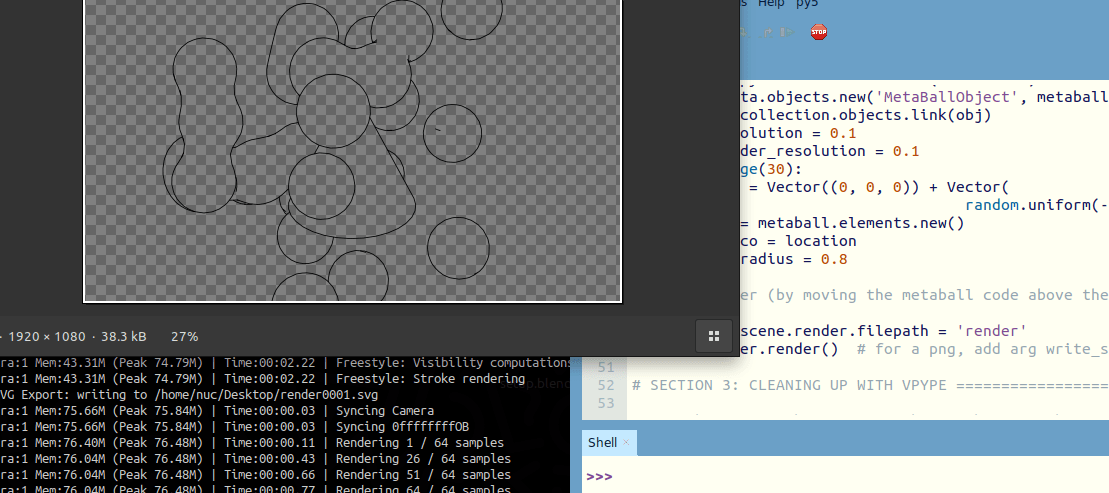 s Help py5
STOP
ta.objects.new('MetaBallObject', metaball
collection.objects.link(obj)
olution = 0.1
der_resolution = 0.1
ge(30):
= Vector((0, 0, 0)) + Vector(
random.uniform(-
= metaball.elements.new()
co = location
radius = 0.8
er (by moving the metaball code above the
scene.render.filepath = 'render'
er.render()  # for a png, add arg write_s
51
52 # SECTION 3: CLEANING UP WITH VPYPE =================
53
Shell ×
>>>
· 1920 × 1080 · 38.3 kB 27%
ra:1 Mem:43.31M (Peak 74.79M) | Time:00:02.22 | Freestyle: Visibility computations
ra:1 Mem:43.31M (Peak 74.79M) | Time:00:02.22 | Freestyle: Stroke rendering
VG Export: writing to /home/nuc/Desktop/render0001.svg
ra:1 Mem:75.66M (Peak 75.84M) | Time:00:00.03 | Syncing Camera
ra:1 Mem:75.66M (Peak 75.84M) | Time:00:00.03 | Syncing 0ffffffffOB
ra:1 Mem:76.40M (Peak 76.48M) | Time:00:00.11 | Rendering 1 / 64 samples
ra:1 Mem:76.04M (Peak 76.48M) | Time:00:00.43 | Rendering 26 / 64 samples
ra:1 Mem:76.04M (Peak 76.48M) | Time:00:00.66 | Rendering 51 / 64 samples
ra:1 Mem:76.04M (Peak 76.48M) | Time:00:00.77 | Rendering 64 / 64 samples